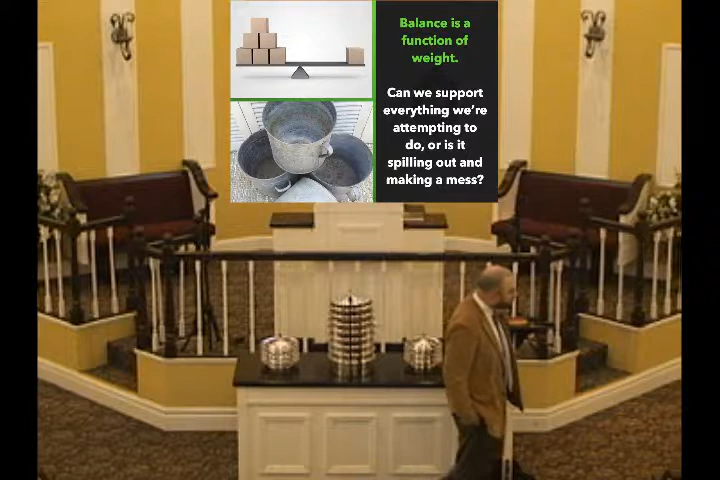 Balance is a
function of
weight.
Can we support
everything we're
attempting to
do, or is it
spilling out and
making a mess?